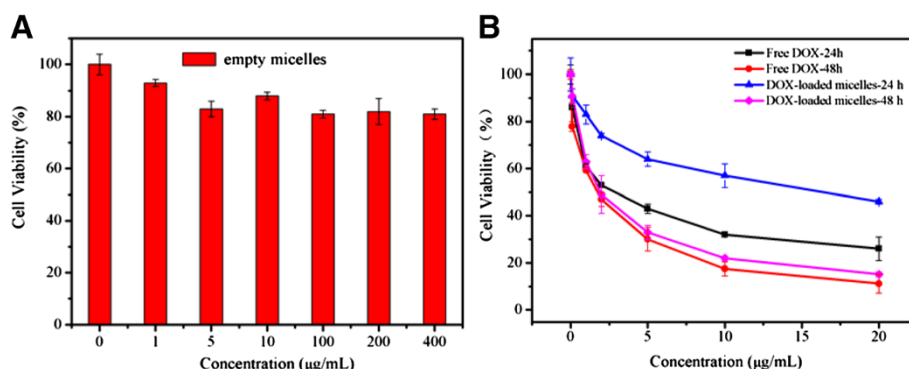 A
empty micelles
Cell Viability (%)
100
80
60
40
20
0
0 1 5 10 100 200 400
Concentration (µg/mL)
B
Free DOX-24h
Free DOX-48h
DOX-loaded micelles-24 h
DOX-loaded micelles-48 h
Cell Viability （%）
100
80
60
40
20
0
0 5 10 15 20
Concentration (µg/mL)